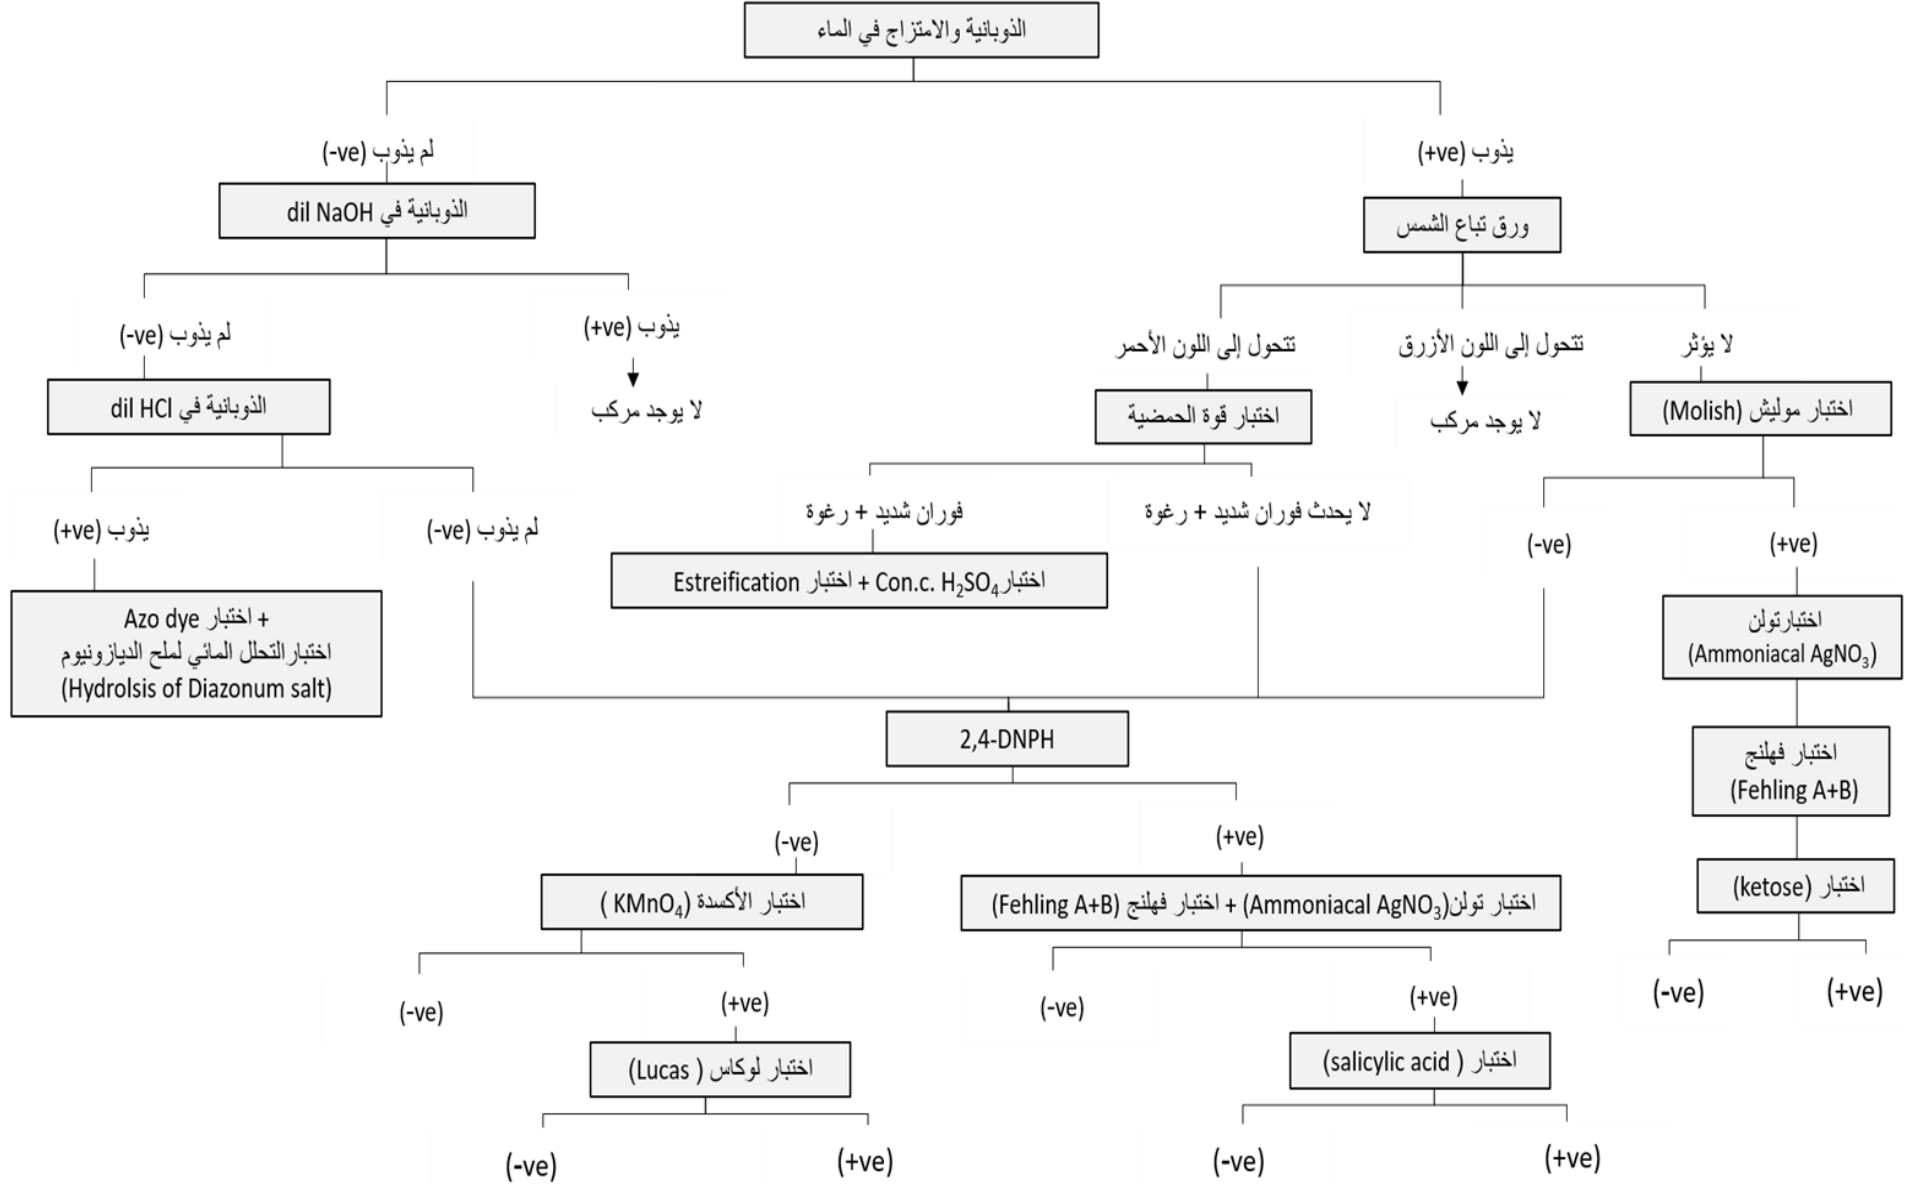 الذوبانية والامتزاج في الماء
يذوب (+ve)
لم يذوب (-ve)
ورق تباع الشمس
الذوبانية في dil NaOH
لا يؤثر
تتحول إلى اللون الأزرق
تتحول إلى اللون الأحمر
يذوب (+ve)
لم يذوب (-ve)
اختبار موليش (Molish)
لا يوجد مركب
اختبار قوة الحمضية
لا يوجد مركب
الذوبانية في dil HCl
(+ve)
(-ve)
لا يحدث فوران شديد + رغوة
فوران شديد + رغوة
لم يذوب (-ve)
يذوب (+ve)
اختبارتولن
(Ammoniacal AgNO₃)
اختبارCon.c. H₂SO₄ + اختبار Estreification
+ اختبار Azo dye
اختبارالتحلل المائي لملح الديازونيوم
(Hydrolsis of Diazonum salt)
2,4-DNPH
اختبار فهلنج
(Fehling A+B)
(+ve)
(-ve)
اختبار (ketose)
اختبار تولن(Ammoniacal AgNO₃) + اختبار فهلنج (Fehling A+B)
اختبار الأكسدة (KMnO₄ )
(+ve)
(-ve)
(+ve)
(-ve)
(+ve)
(-ve)
اختبار (salicylic acid )
اختبار لوكاس (Lucas )
(+ve)
(-ve)
(+ve)
(-ve)